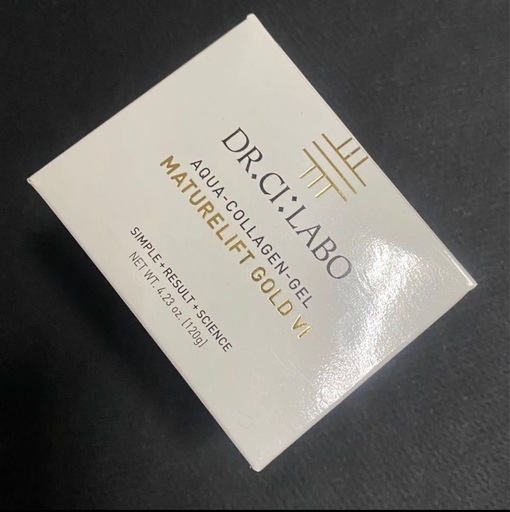 DR.CI:LABO
AQUA-COLLAGEN-GEL
MATURELIFT GOLD VI
SIMPLE+RESULT+SCIENCE
NET WT. 4.23 oz. [120g]